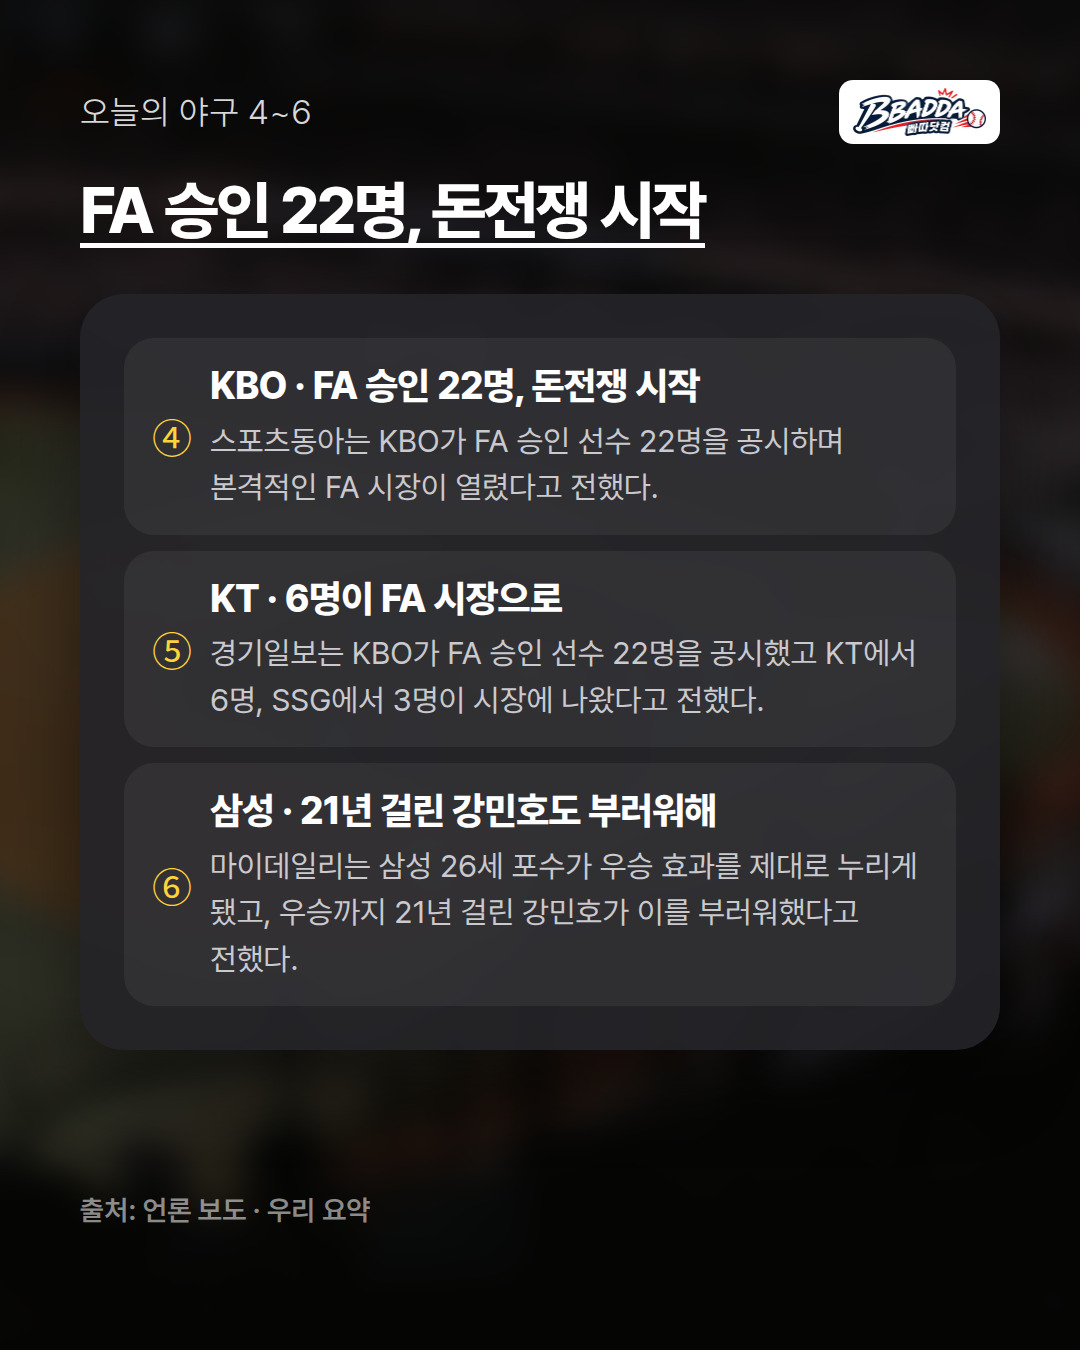 오늘의 야구 4~6
BBADDA
빠따닷컴
FA 승인 22명, 돈전쟁 시작
KBO · FA 승인 22명, 돈전쟁 시작
④ 스포츠동아는 KBO가 FA 승인 선수 22명을 공시하며
본격적인 FA 시장이 열렸다고 전했다.
KT · 6명이 FA 시장으로
⑤ 경기일보는 KBO가 FA 승인 선수 22명을 공시했고 KT에서
6명, SSG에서 3명이 시장에 나왔다고 전했다.
삼성 · 21년 걸린 강민호도 부러워해
마이데일리는 삼성 26세 포수가 우승 효과를 제대로 누리게
⑥ 됐고, 우승까지 21년 걸린 강민호가 이를 부러워했다고
전했다.
출처: 언론 보도 · 우리 요약